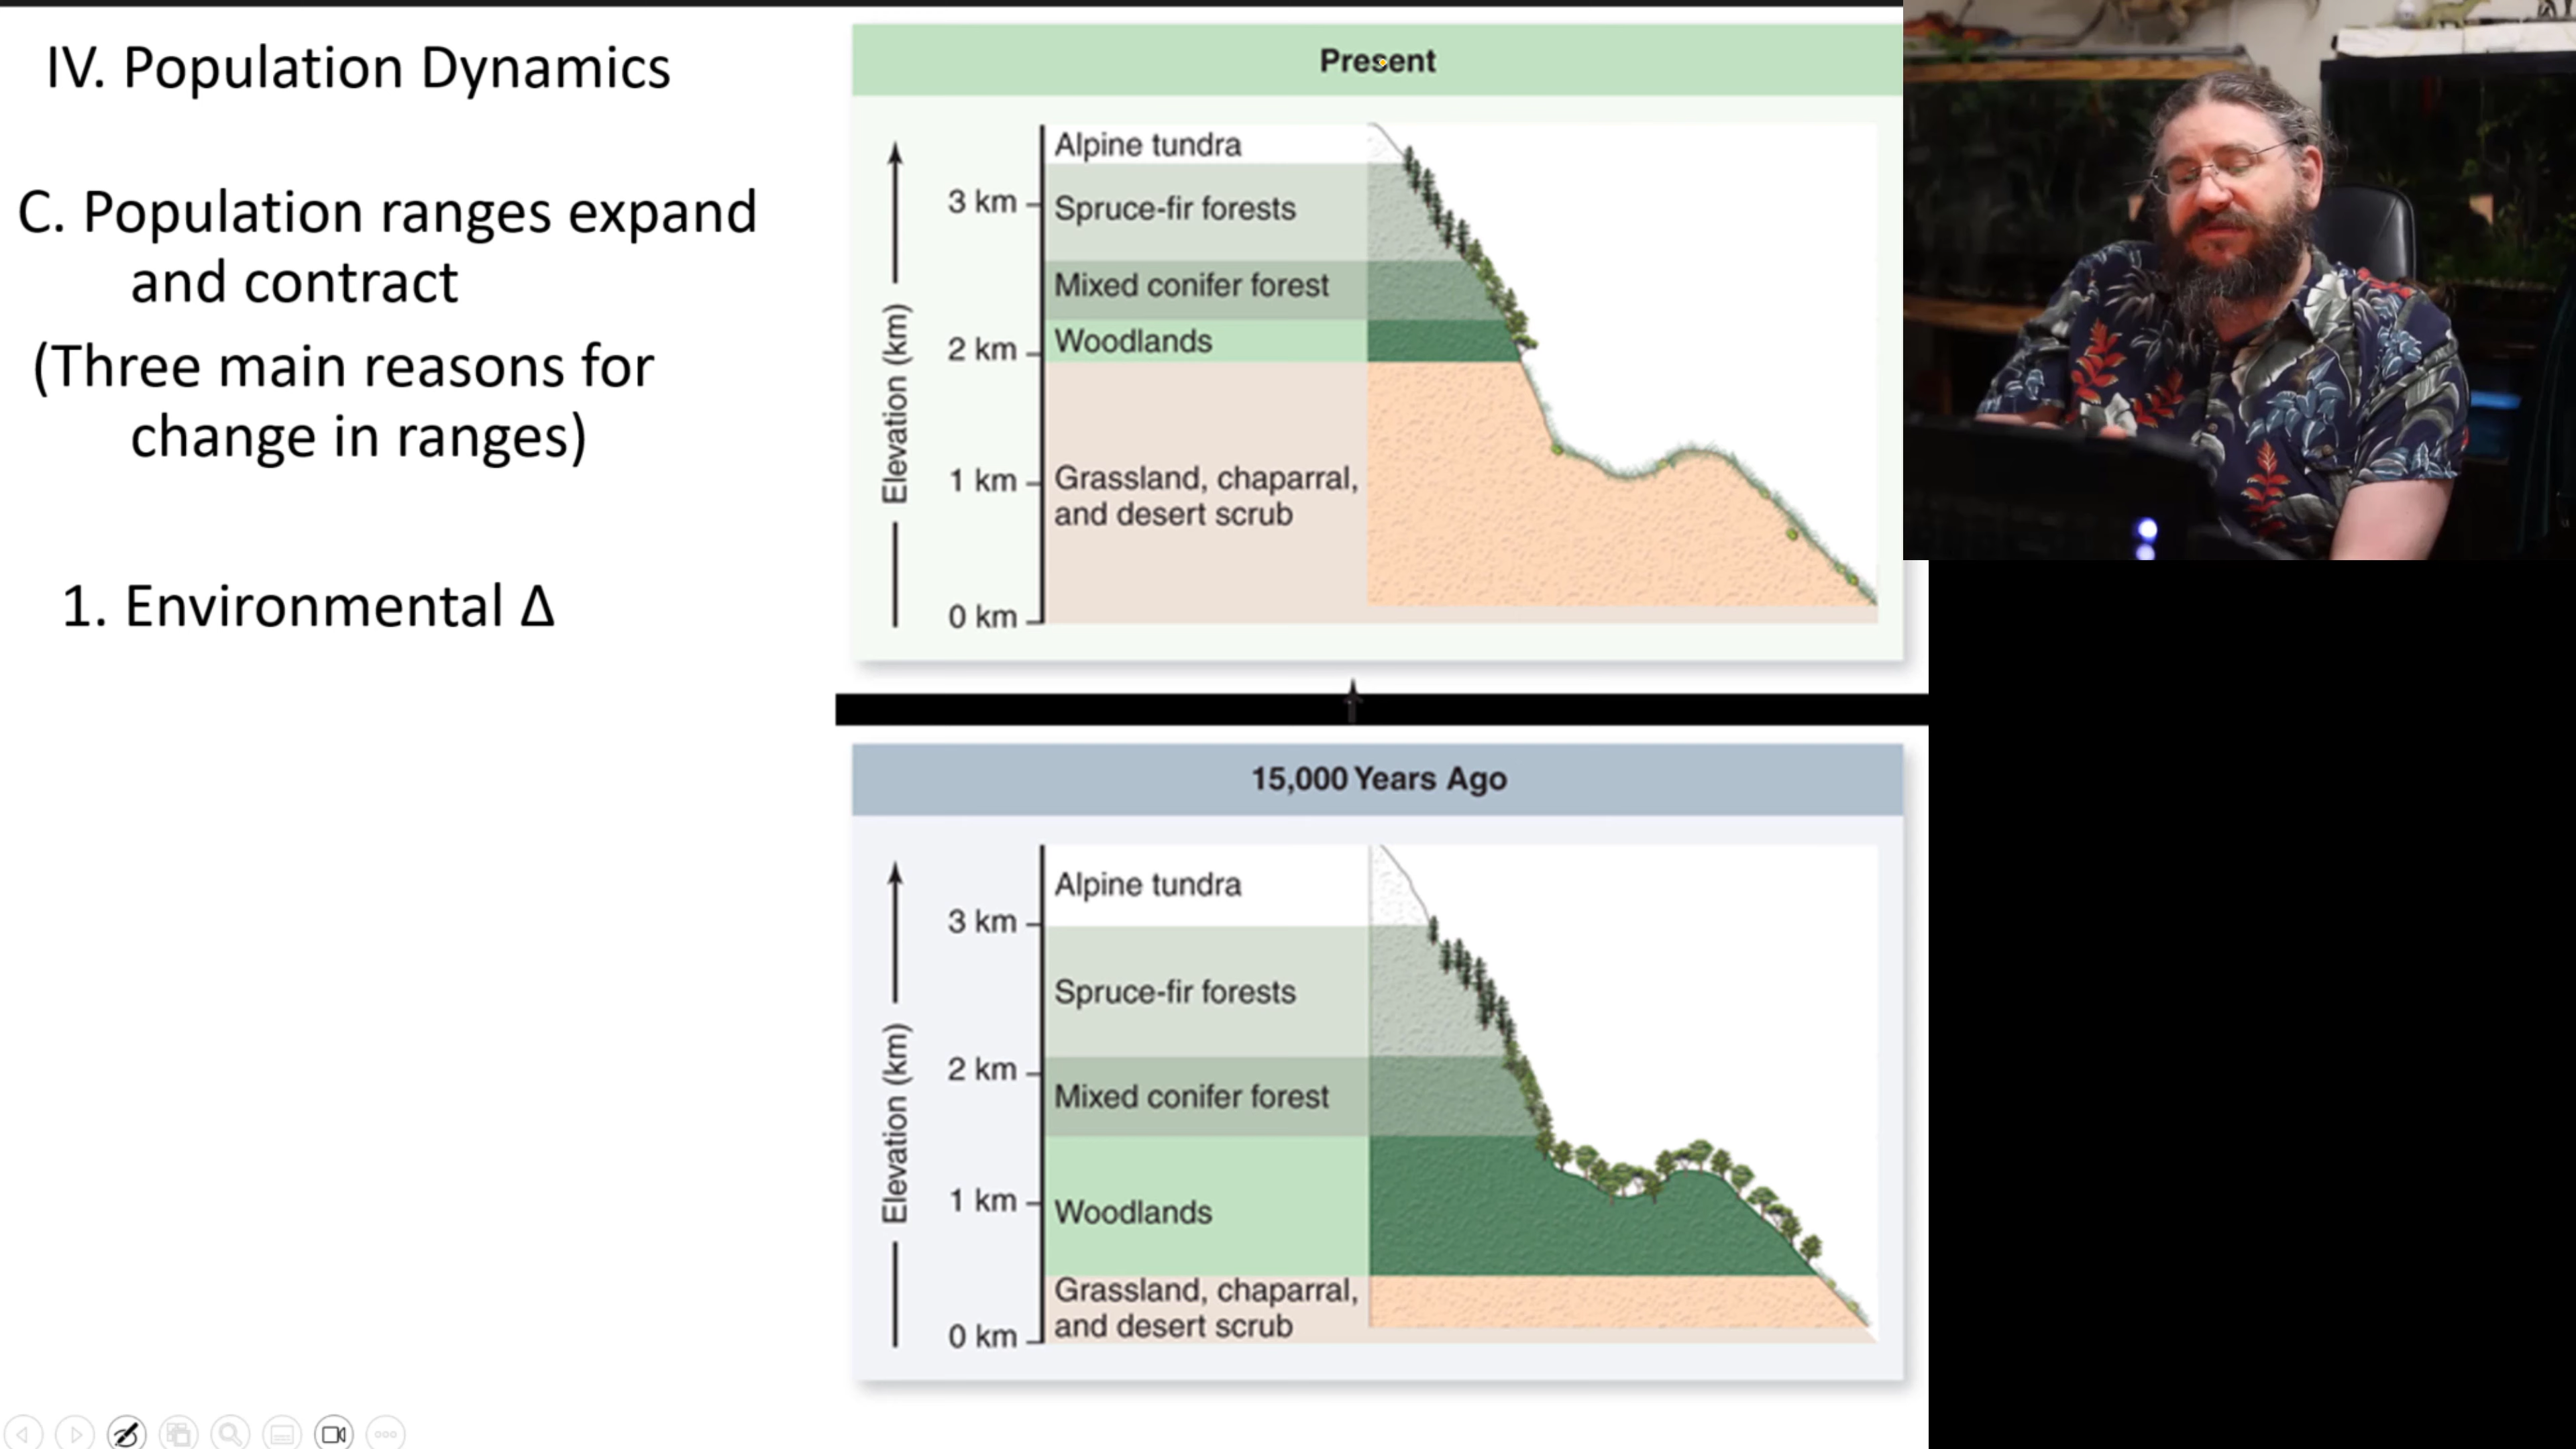 IV. Population Dynamics
C. Population ranges expand
and contract
(Three main reasons for
change in ranges)
1. Environmental Δ
Present
Elevation (km)
Alpine tundra
3 km
Spruce-fir forests
Mixed conifer forest
2 km
Woodlands
1 km
Grassland, chaparral,
and desert scrub
0 km
15,000 Years Ago
Elevation (km)
Alpine tundra
3 km
Spruce-fir forests
2 km
Mixed conifer forest
1 km
Woodlands
Grassland, chaparral,
and desert scrub
0 km